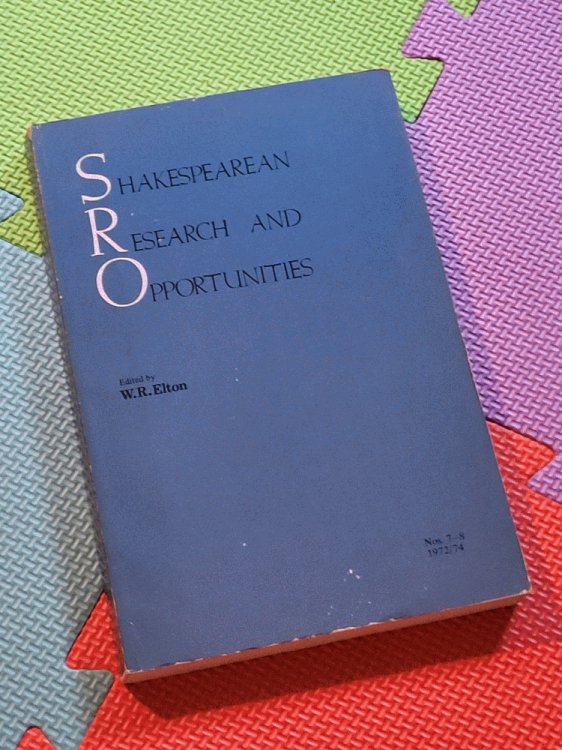 SHAKESPEAREAN
RESEARCH AND
OPPORTUNITIES
Edited by
W.R.Elton
Nos. 7–8
1972/74